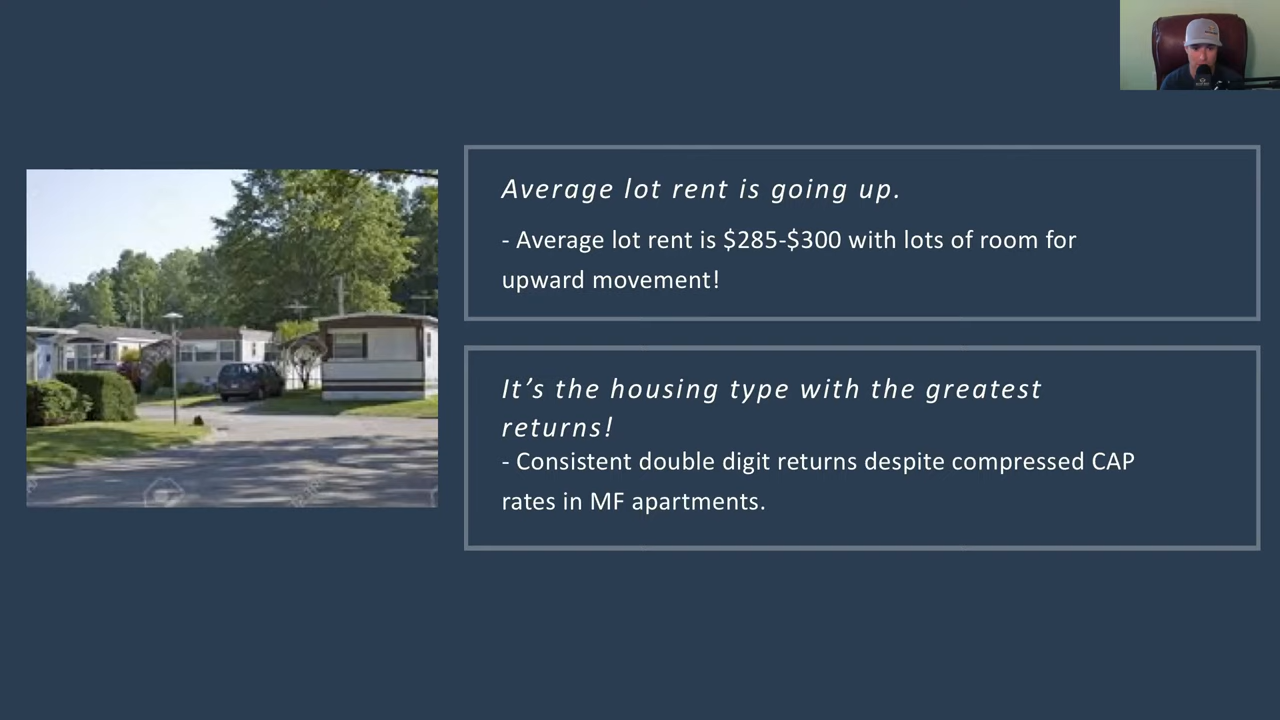 Average lot rent is going up.
- Average lot rent is $285-$300 with lots of room for
upward movement!
It’s the housing type with the greatest
returns!
- Consistent double digit returns despite compressed CAP
rates in MF apartments.